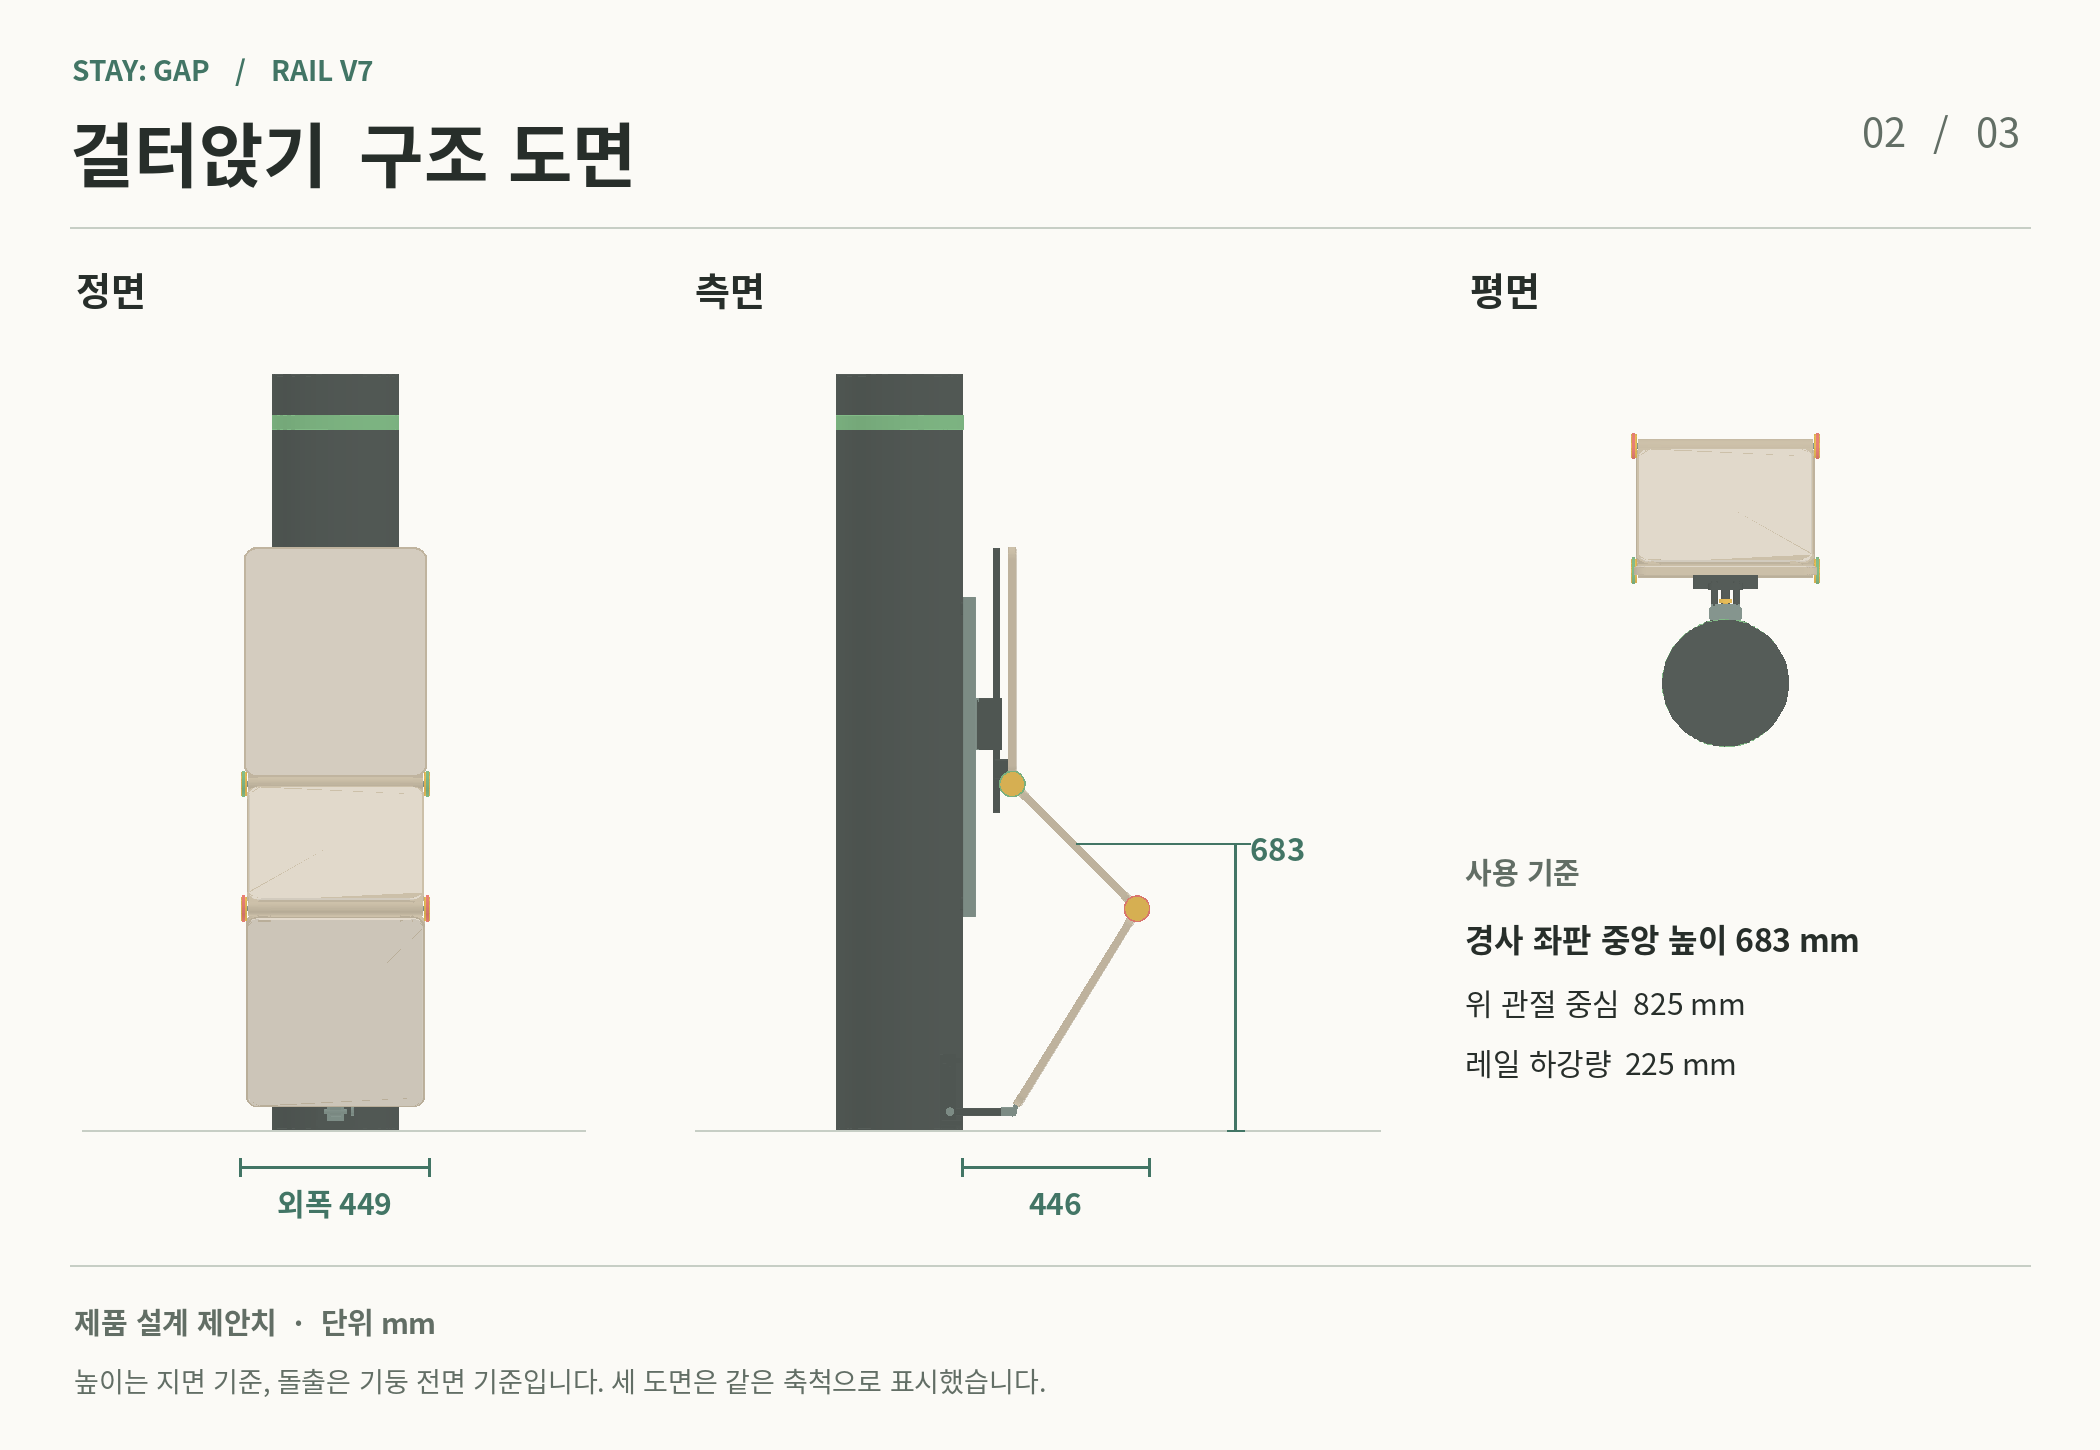 STAY: GAP / RAIL V7
걸터앉기 구조 도면
02 / 03
정면
측면
평면
683
사용 기준
경사 좌판 중앙 높이 683 mm
위 관절 중심 825 mm
레일 하강량 225 mm
외폭 449
446
제품 설계 제안치 · 단위 mm
높이는 지면 기준, 돌출은 기둥 전면 기준입니다. 세 도면은 같은 축척으로 표시했습니다.